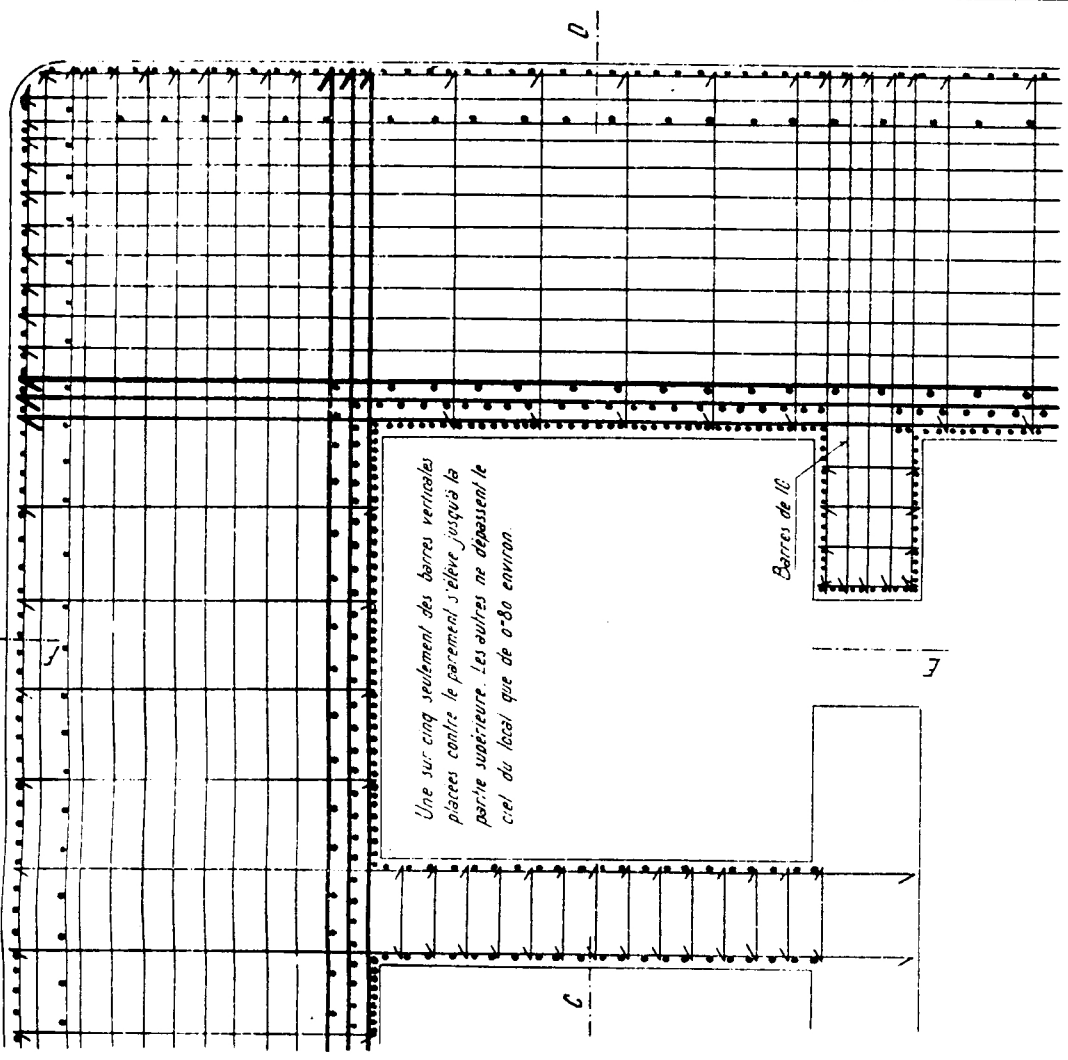 D
F
Une sur cinq seulement des barres verticales
placées contre le parement s'élève jusqu'à la
partie supérieure. Les autres ne dépassent le
ciel du local que de 0m80 environ.
Barres de 16
E
C